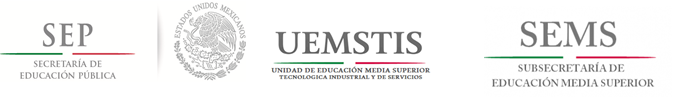 SEP
SECRETARÍA DE
EDUCACIÓN PÚBLICA
ESTADOS UNIDOS MEXICANOS
UEMSTIS
UNIDAD DE EDUCACIÓN MEDIA SUPERIOR
TECNOLOGICA INDUSTRIAL Y DE SERVICIOS
SEMS
SUBSECRETARÍA DE
EDUCACIÓN MEDIA SUPERIOR